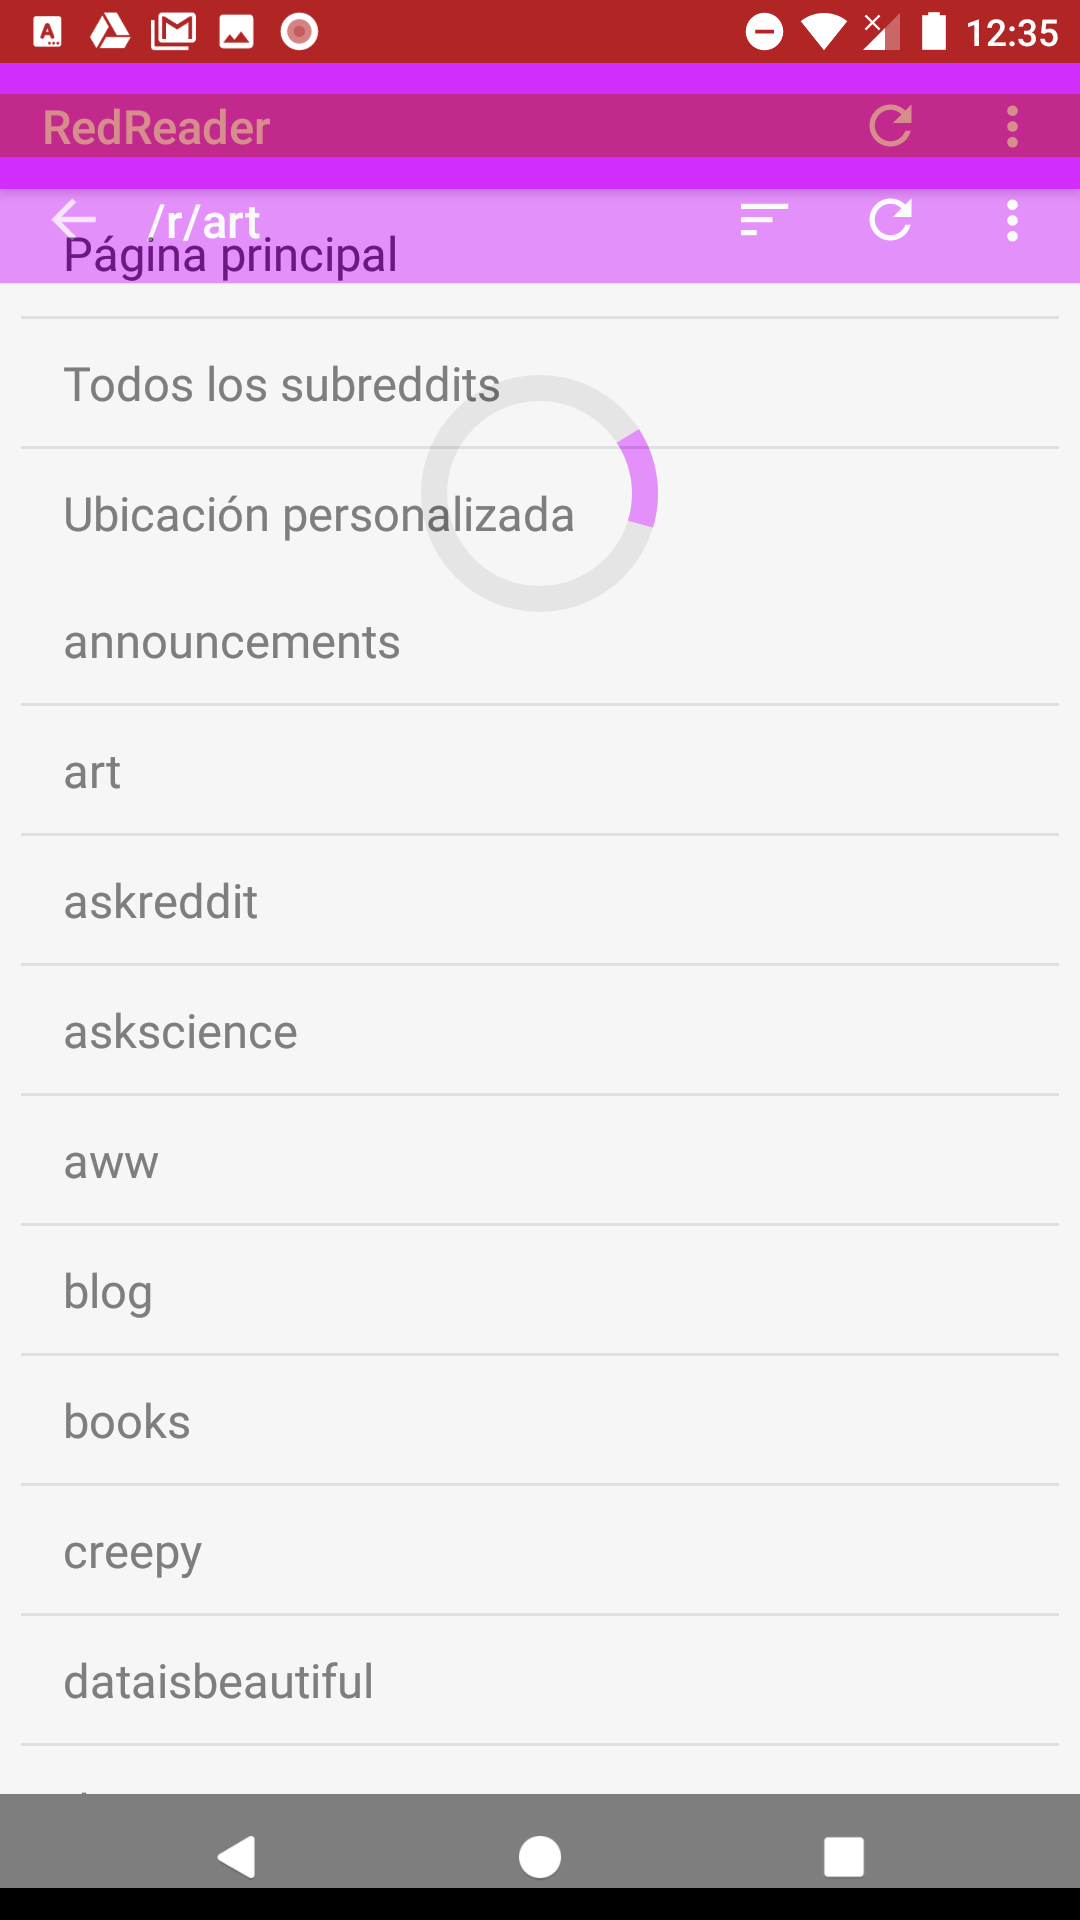 12:35
RedReader
/r/art
Página principal
Todos los subreddits
Ubicación personalizada
announcements
art
askreddit
askscience
aww
blog
books
creepy
dataisbeautiful